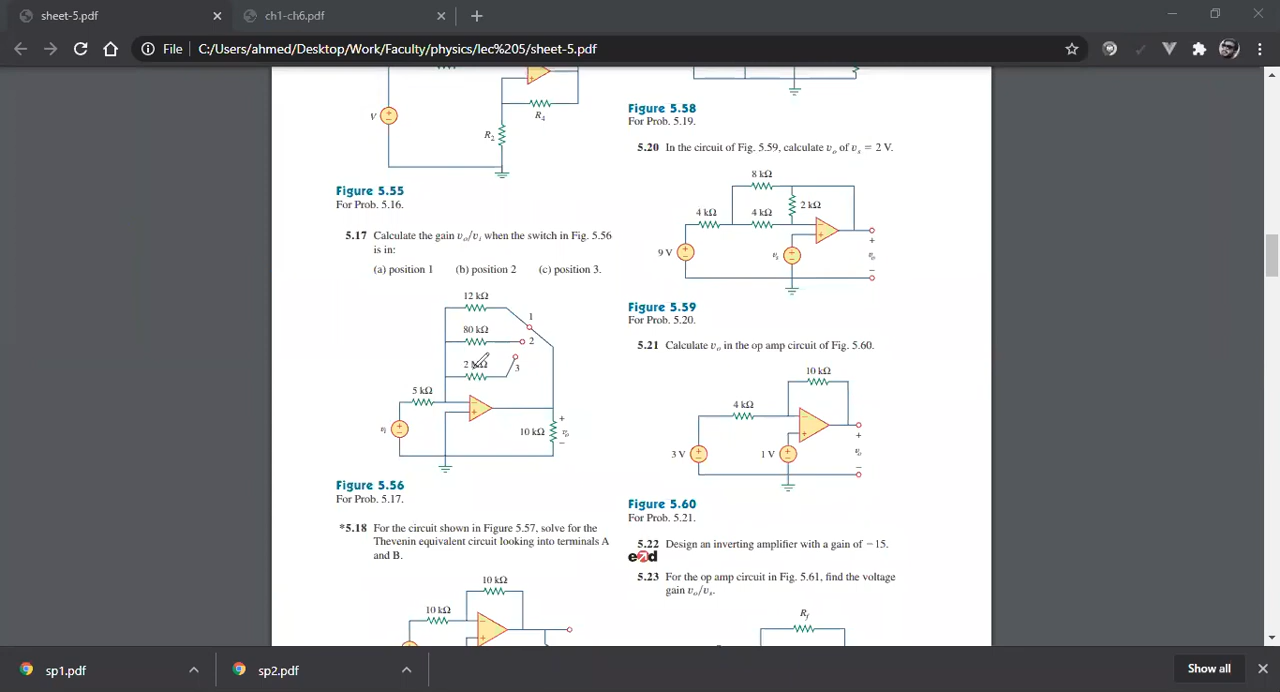 sheet-5.pdf
ch1-ch6.pdf
File
C:/Users/ahmed/Desktop/Work/Faculty/physics/lec%205/sheet-5.pdf
V
R₄
R₂
Figure 5.55
For Prob. 5.16.
5.17 Calculate the gain vₒ/vᵢ when the switch in Fig. 5.56
is in:
(a) position 1 (b) position 2 (c) position 3.
12 kΩ
1
80 kΩ
2
3
5 kΩ
vᵢ
10 kΩ
+
vₒ
−
Figure 5.56
For Prob. 5.17.
*5.18 For the circuit shown in Figure 5.57, solve for the
Thevenin equivalent circuit looking into terminals A
and B.
10 kΩ
10 kΩ
Figure 5.58
For Prob. 5.19.
5.20 In the circuit of Fig. 5.59, calculate vₒ of vₛ = 2 V.
8 kΩ
4 kΩ
4 kΩ
2 kΩ
9 V
vₛ
+
vₒ
−
Figure 5.59
For Prob. 5.20.
5.21 Calculate vₒ in the op amp circuit of Fig. 5.60.
10 kΩ
4 kΩ
3 V
1 V
+
vₒ
−
Figure 5.60
For Prob. 5.21.
5.22 Design an inverting amplifier with a gain of −15.
e2d
5.23 For the op amp circuit in Fig. 5.61, find the voltage
gain vₒ/vₛ.
R_f
sp1.pdf
sp2.pdf
Show all